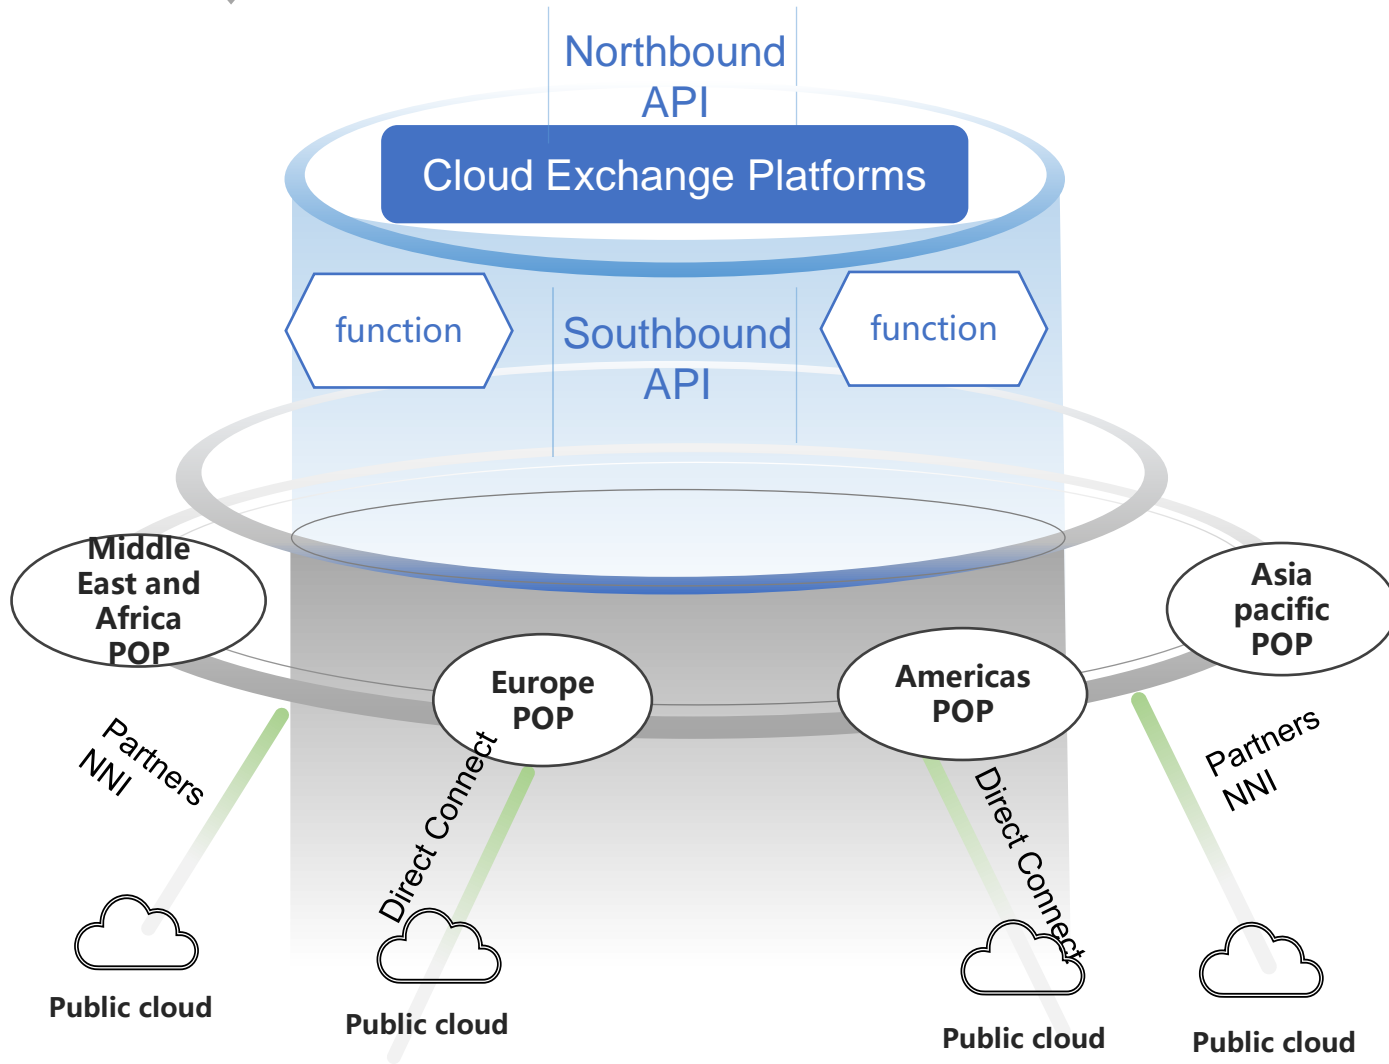 Northbound
API
Cloud Exchange Platforms
function
Southbound
API
function
Middle
East and
Africa
POP
Europe
POP
Americas
POP
Asia
pacific
POP
Partners
NNI
Direct Connect
Direct Connect
Partners
NNI
Public cloud
Public cloud
Public cloud
Public cloud